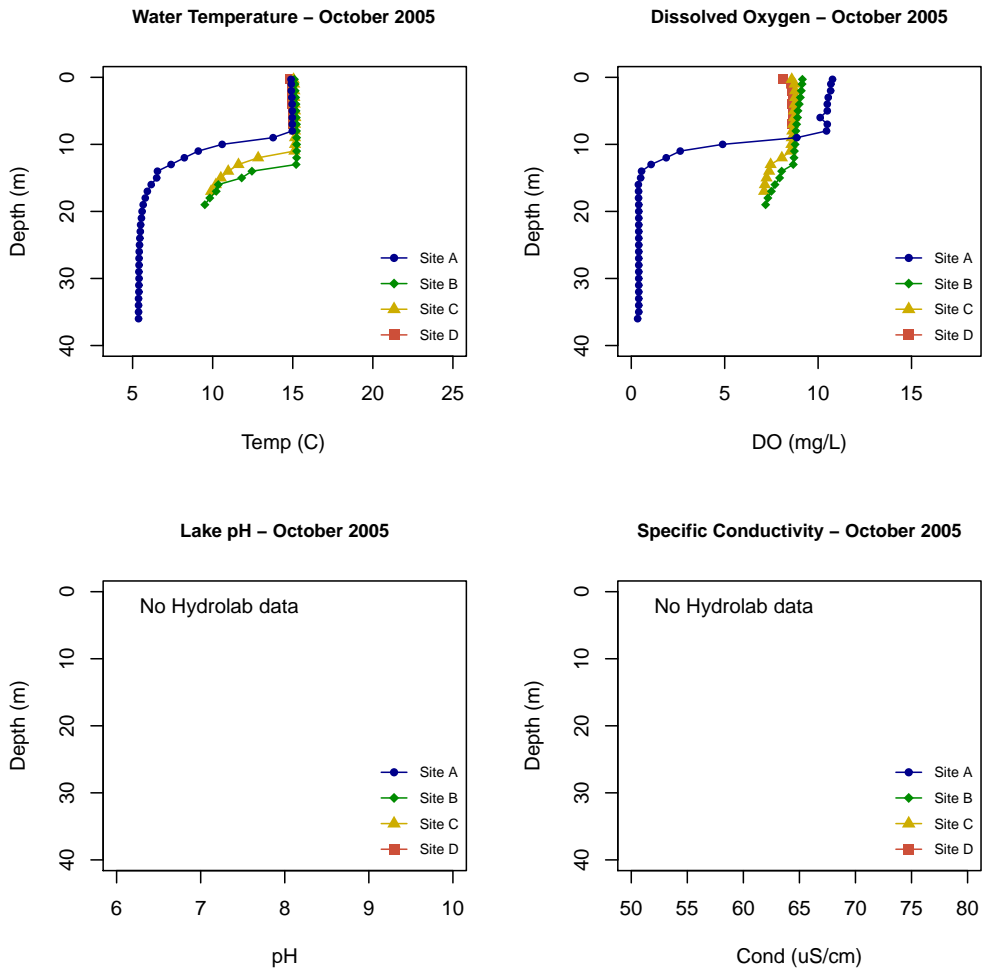 Water Temperature – October 2005
0
10
20
30
40
Depth (m)
5
10
15
20
25
Temp (C)
Site A
Site B
Site C
Site D
Dissolved Oxygen – October 2005
0
10
20
30
40
Depth (m)
0
5
10
15
DO (mg/L)
Site A
Site B
Site C
Site D
Lake pH – October 2005
No Hydrolab data
0
10
20
30
40
Depth (m)
6
7
8
9
10
pH
Site A
Site B
Site C
Site D
Specific Conductivity – October 2005
No Hydrolab data
0
10
20
30
40
Depth (m)
50
55
60
65
70
75
80
Cond (uS/cm)
Site A
Site B
Site C
Site D